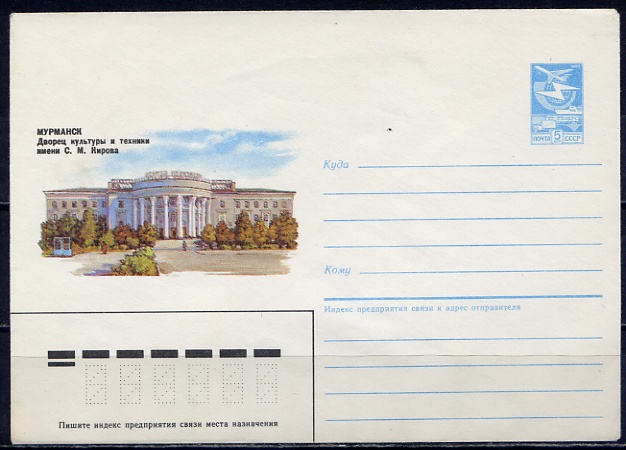 МУРМАНСК
Дворец культуры и техники
имени С. М. Кирова
ПОЧТА 5 СССР
Куда
Кому
Индекс предприятия связи и адрес отправителя
Пишите индекс предприятия связи места назначения